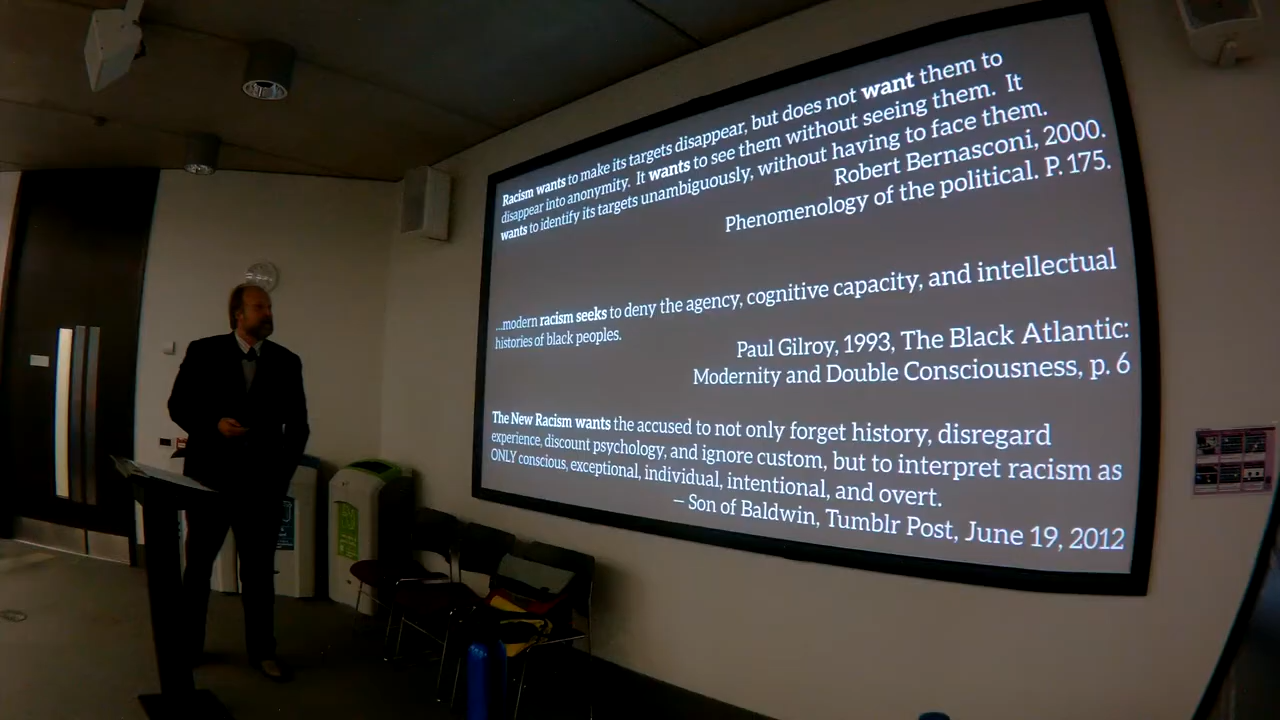 Racism wants to make its targets disappear, but does not want them to
disappear into anonymity. It wants to see them without seeing them. It
wants to identify its targets unambiguously, without having to face them.
Robert Bernasconi, 2000.
Phenomenology of the political. P. 175.
...modern racism seeks to deny the agency, cognitive capacity, and intellectual
histories of black peoples.
Paul Gilroy, 1993, The Black Atlantic:
Modernity and Double Consciousness, p. 6
The New Racism wants the accused to not only forget history, disregard
experience, discount psychology, and ignore custom, but to interpret racism as
ONLY conscious, exceptional, individual, intentional, and overt.
— Son of Baldwin, Tumblr Post, June 19, 2012